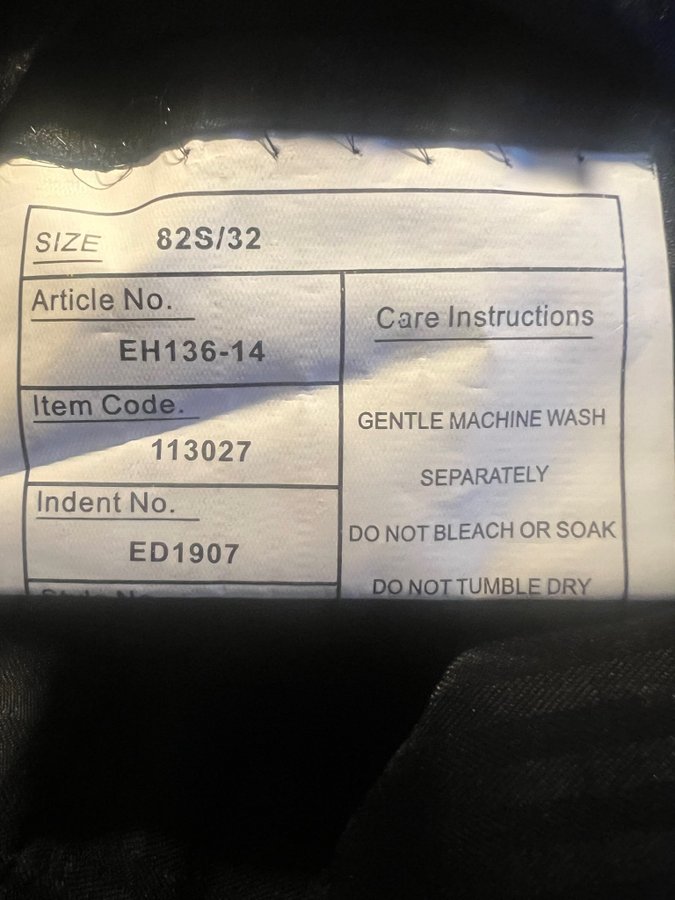 SIZE 82S/32
Article No.
EH136-14
Item Code.
113027
Indent No.
ED1907
Care Instructions
GENTLE MACHINE WASH
SEPARATELY
DO NOT BLEACH OR SOAK
DO NOT TUMBLE DRY